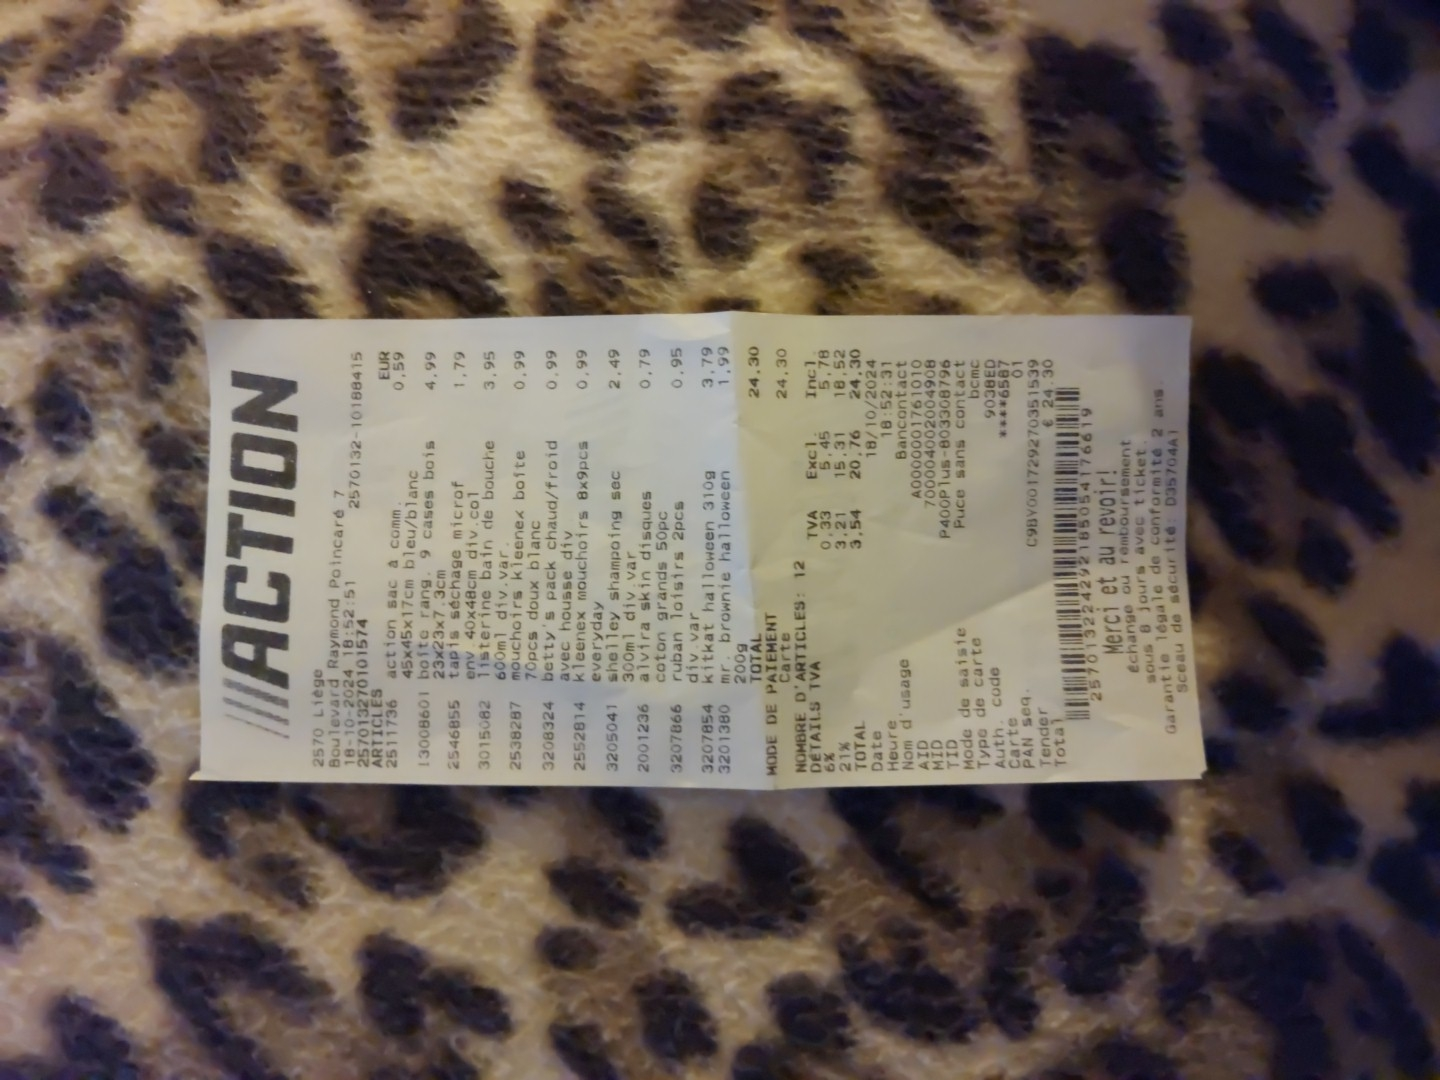 ACTION
2570 Liége
Boulevard Raymond Poincaré 7
18-10-2024 18:52:51 2570132-10188415
257013270101574
ARTICLES EUR
2511736 action sac à comm. 0,59
45x45x17cm bleu/blanc
13008601 boite rang. 9 cases bois 4,99
23x23x7.3cm
2546855 tapis séchage microf 1,79
env 40x48cm div.col
3015082 listerine bain de bouche 3,95
600ml div.var.
2538287 mouchoirs kleenex boite 0,99
70pcs doux blanc
3208324 betty's pack chaud/froid 0,99
avec housse div
2552814 kleenex mouchoirs 8x9pcs 0,99
everyday
3205041 shelley shampoing sec 2,49
300ml div.var
2001236 alvira skin disques 0,79
coton grands 50pc
3207866 ruban loisirs 2pcs 0,95
div.var
3207854 kitkat halloween 310g 3,79
3201380 mr. brownie halloween 1,99
200g
TOTAL 24,30
MODE DE PAIEMENT
Carte 24,30
NOMBRE D'ARTICLES: 12
DÉTAILS TVA TVA Excl. Incl.
6% 0,33 5,45 5,78
21% 3,21 15,31 18,52
TOTAL 3,54 20,76 24,30
Date 18/10/2024
Heure 18:52:31
Nom d'usage Bancontact
AID A0000001761010
MID 700004002004908
TID P400Plus-803308796
Mode de saisie Puce sans contact
Type de carte bcmc
Auth. code 9038ED
Carte ****6587
PAN seq. 01
Tender C9BY001729270351539
Total € 24,30
257013224292185054176619
Merci et au revoir!
échange ou remboursement
sous 8 jours avec ticket.
Garantie légale de conformité 2 ans.
Sceau de sécurité: D35704A1